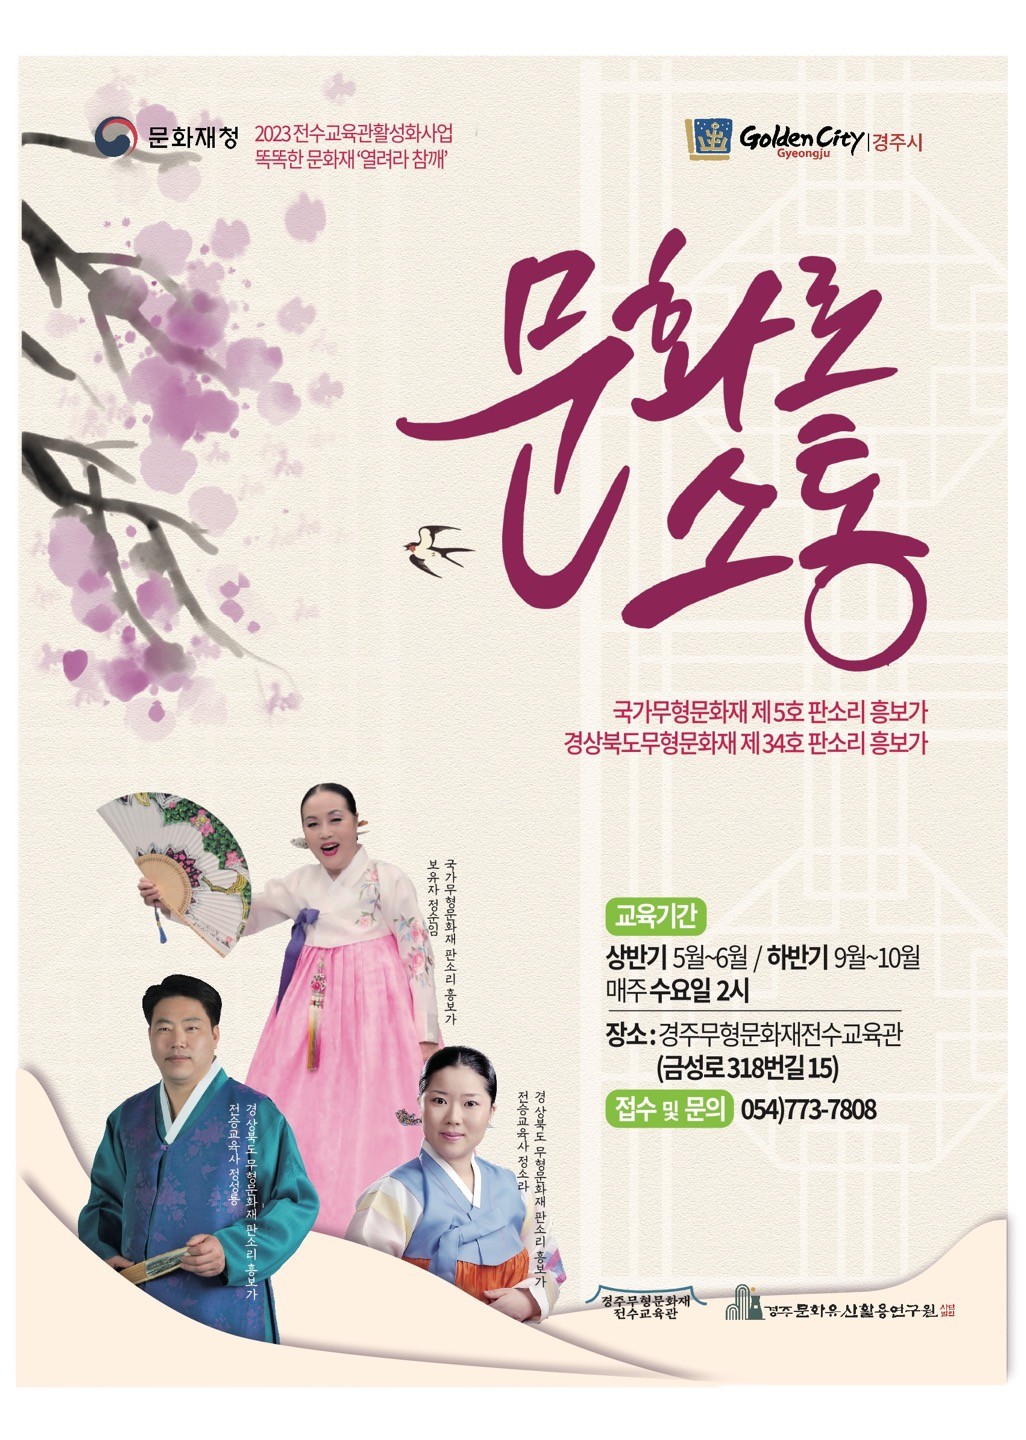 문화재청
2023 전수교육관활성화사업
똑똑한 문화재 '열려라 참깨'
Golden City
Gyeongju
경주시
문화로
소통
국가무형문화재 제 5호 판소리 흥보가
경상북도무형문화재 제 34호 판소리 흥보가
국가무형문화재 판소리 흥보가
보유자 정순임
경상북도 무형문화재 판소리 흥보가
전승교육사 정성룡
경상북도 무형문화재 판소리 흥보가
전승교육사 정소라
교육기간
상반기 5월~6월 / 하반기 9월~10월
매주 수요일 2시
장소 : 경주무형문화재전수교육관
(금성로 318번길 15)
접수 및 문의 054)773-7808
경주무형문화재
전수교육관
경주문화유산활용연구원